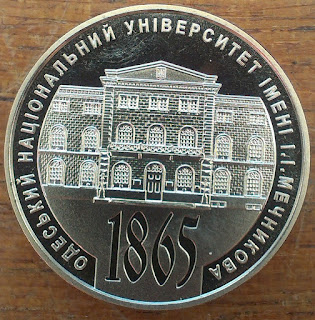 ОДЕСЬКИЙ НАЦІОНАЛЬНИЙ УНІВЕРСИТЕТ ІМЕНІ І.І.МЕЧНИКОВА
1865